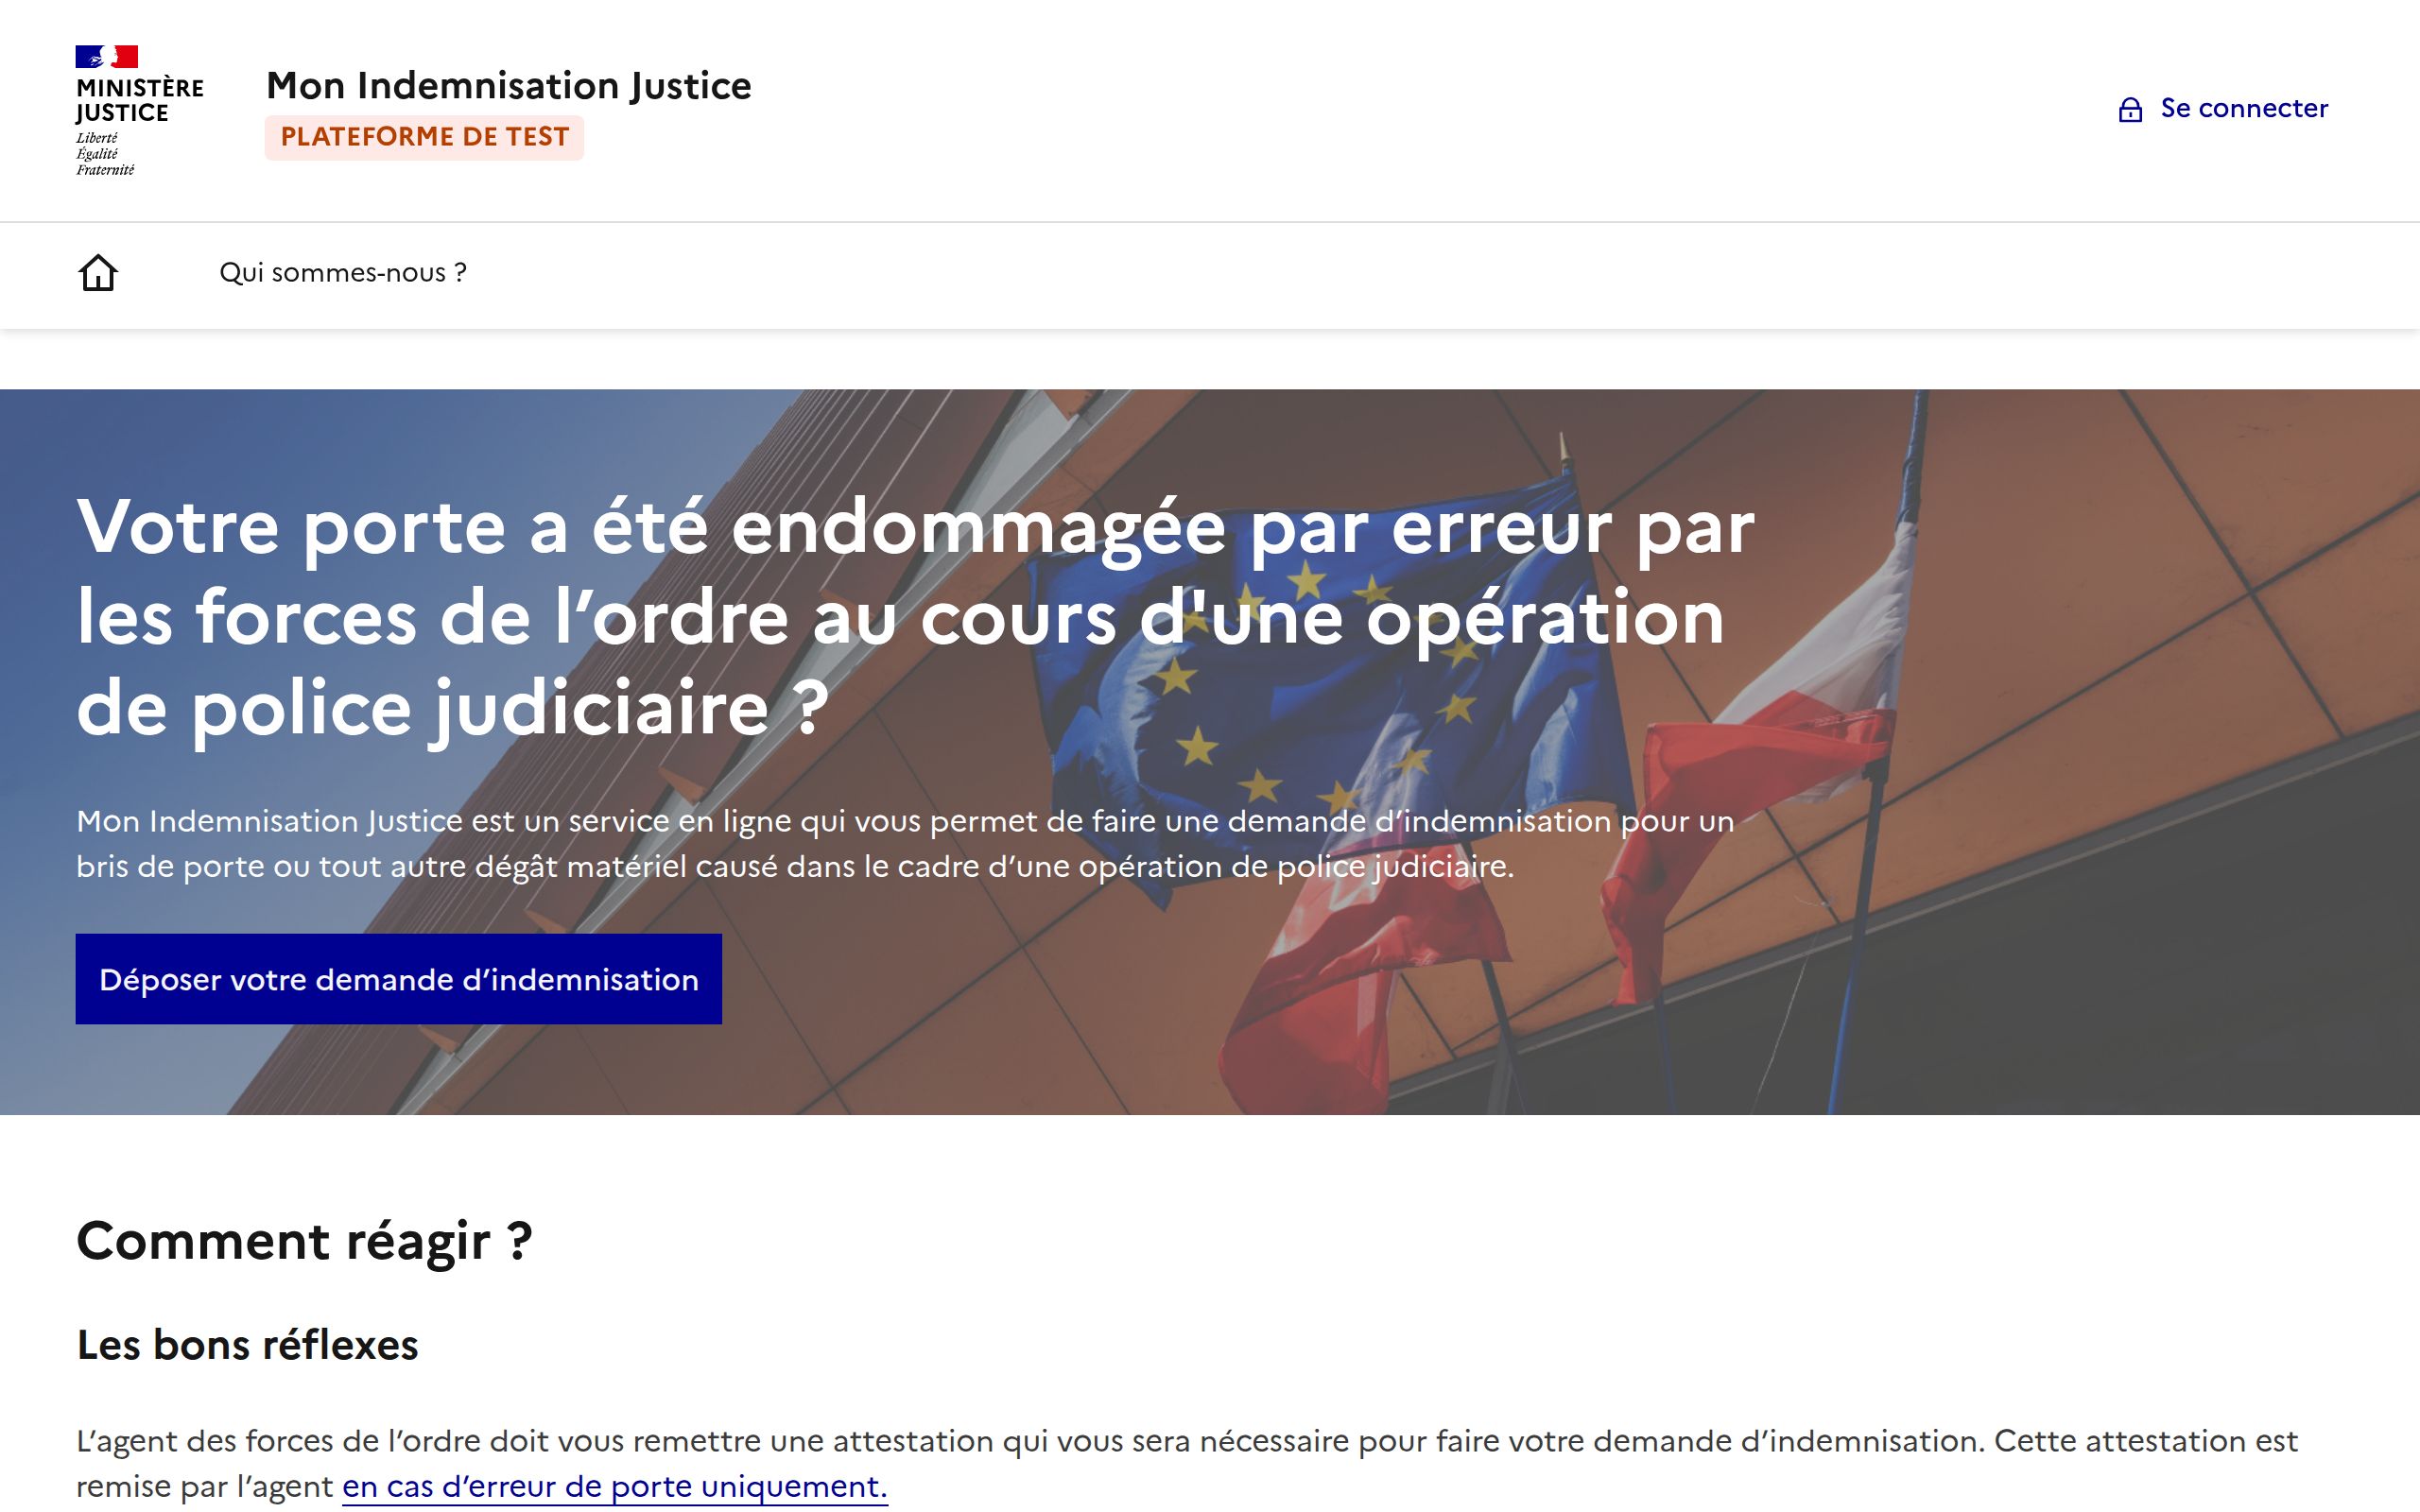 MINISTÈRE
JUSTICE
Liberté
Égalité
Fraternité
Mon Indemnisation Justice
PLATEFORME DE TEST
Se connecter
Qui sommes-nous ?
Votre porte a été endommagée par erreur par
les forces de l’ordre au cours d'une opération
de police judiciaire ?
Mon Indemnisation Justice est un service en ligne qui vous permet de faire une demande d’indemnisation pour un
bris de porte ou tout autre dégât matériel causé dans le cadre d’une opération de police judiciaire.
Déposer votre demande d’indemnisation
Comment réagir ?
Les bons réflexes
L’agent des forces de l’ordre doit vous remettre une attestation qui vous sera nécessaire pour faire votre demande d’indemnisation. Cette attestation est
remise par l’agent en cas d’erreur de porte uniquement.